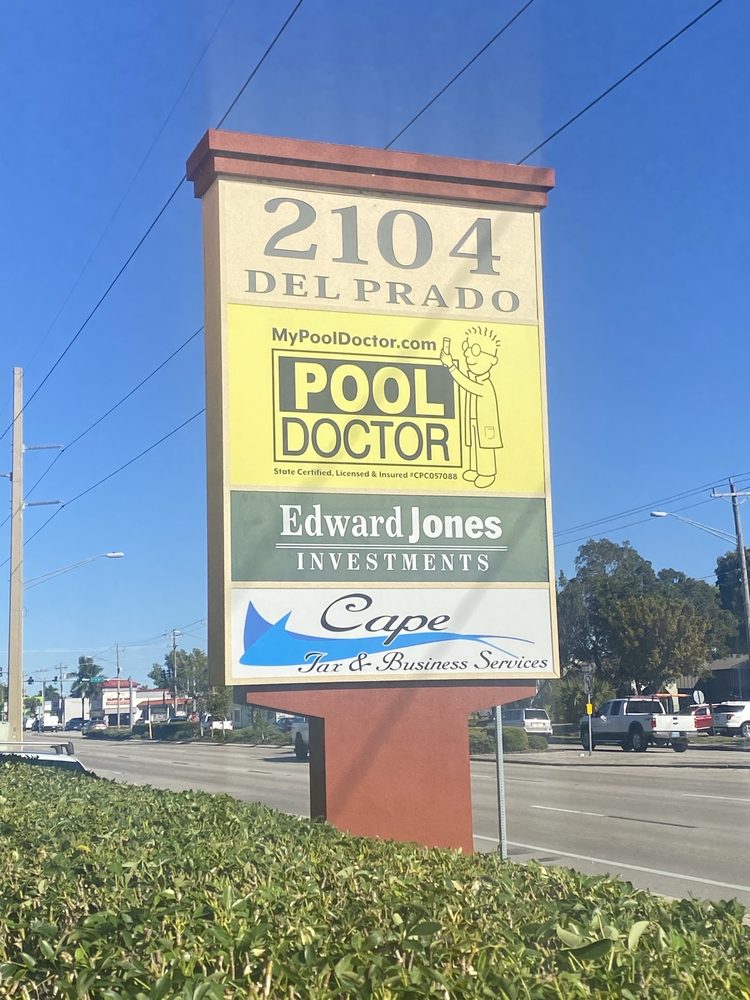 2104
DEL PRADO
MyPoolDoctor.com
POOL
DOCTOR
State Certified, Licensed & Insured #CPC057088
Edward Jones
INVESTMENTS
Cape
Tax & Business Services